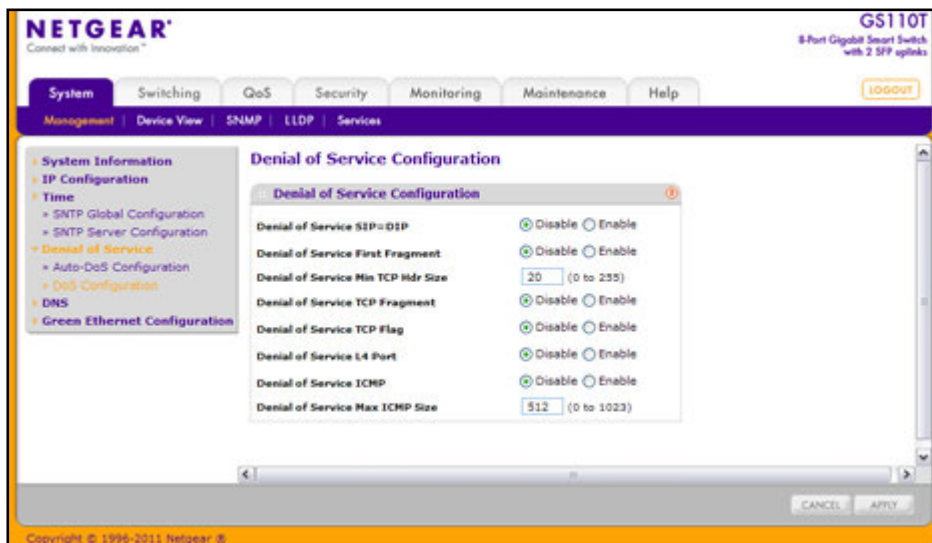 NETGEAR®
Connect with Innovation™
GS110T
8-Port Gigabit Smart Switch
with 2 SFP uplinks
System Switching QoS Security Monitoring Maintenance Help
LOGOUT
Management | Device View | SNMP | LLDP | Services
System Information
IP Configuration
Time
» SNTP Global Configuration
» SNTP Server Configuration
Denial of Service
» Auto-DoS Configuration
» DoS Configuration
DNS
Green Ethernet Configuration
Denial of Service Configuration
Denial of Service Configuration ?
Denial of Service SIP=DIP Disable Enable
Denial of Service First Fragment Disable Enable
Denial of Service Min TCP Hdr Size 20 (0 to 255)
Denial of Service TCP Fragment Disable Enable
Denial of Service TCP Flag Disable Enable
Denial of Service L4 Port Disable Enable
Denial of Service ICMP Disable Enable
Denial of Service Max ICMP Size 512 (0 to 1023)
CANCEL APPLY
Copyright © 1996-2011 Netgear ®